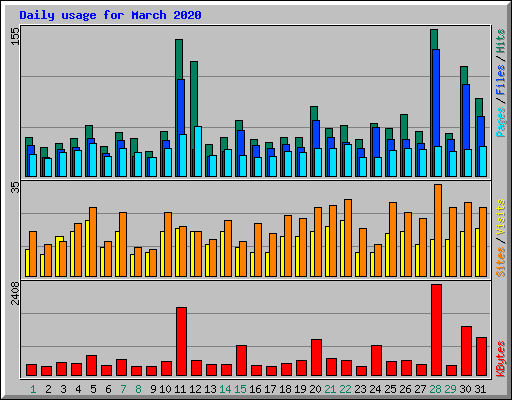 Daily usage for March 2020
155
Pages / Files / Hits
35
Sites / Visits
2408
KBytes
1 2 3 4 5 6 7 8 9 10 11 12 13 14 15 16 17 18 19 20 21 22 23 24 25 26 27 28 29 30 31